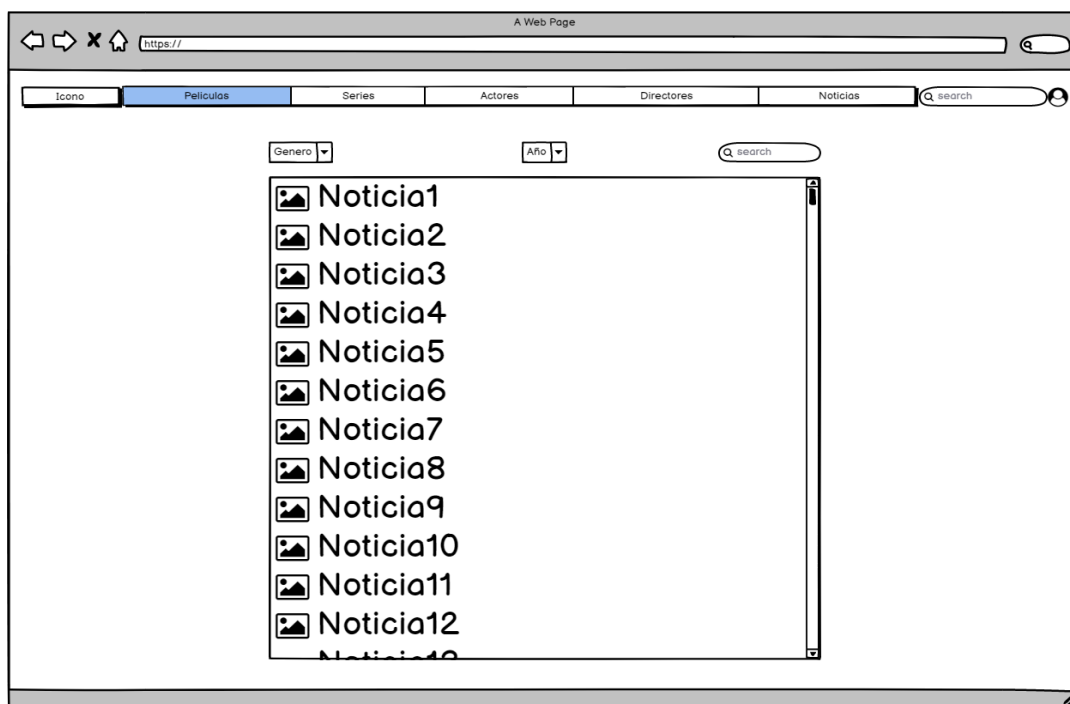 A Web Page
https://
Icono Peliculas Series Actores Directores Noticias search
Genero Año search
Noticia1
Noticia2
Noticia3
Noticia4
Noticia5
Noticia6
Noticia7
Noticia8
Noticia9
Noticia10
Noticia11
Noticia12